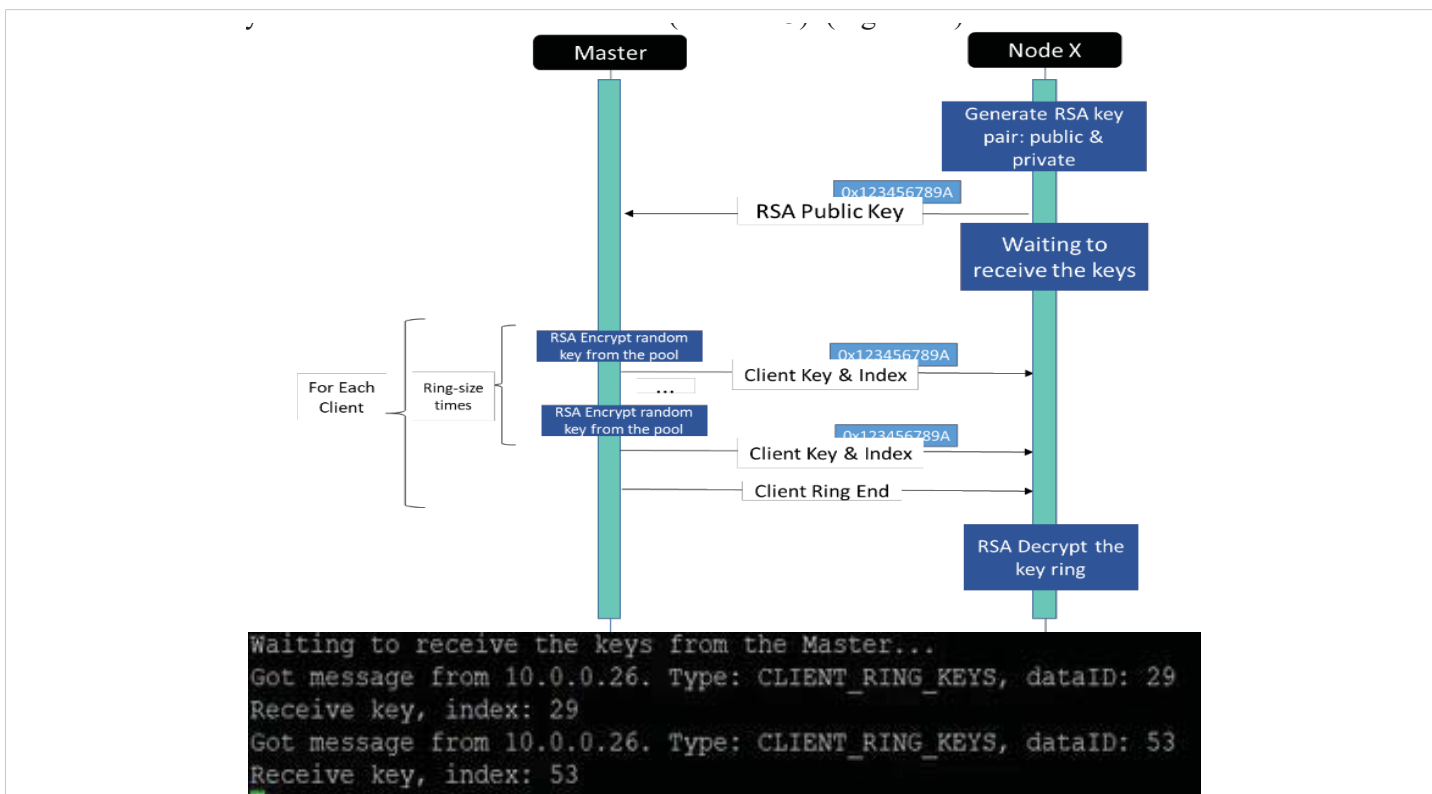 Master
Node X
Generate RSA key
pair: public &
private
0x123456789A
RSA Public Key
Waiting to
receive the keys
RSA Encrypt random
key from the pool
0x123456789A
Client Key & Index
For Each
Client
Ring-size
times
...
RSA Encrypt random
key from the pool
0x123456789A
Client Key & Index
Client Ring End
RSA Decrypt the
key ring
Waiting to receive the keys from the Master...
Got message from 10.0.0.26. Type: CLIENT_RING_KEYS, dataID: 29
Receive key, index: 29
Got message from 10.0.0.26. Type: CLIENT_RING_KEYS, dataID: 53
Receive key, index: 53